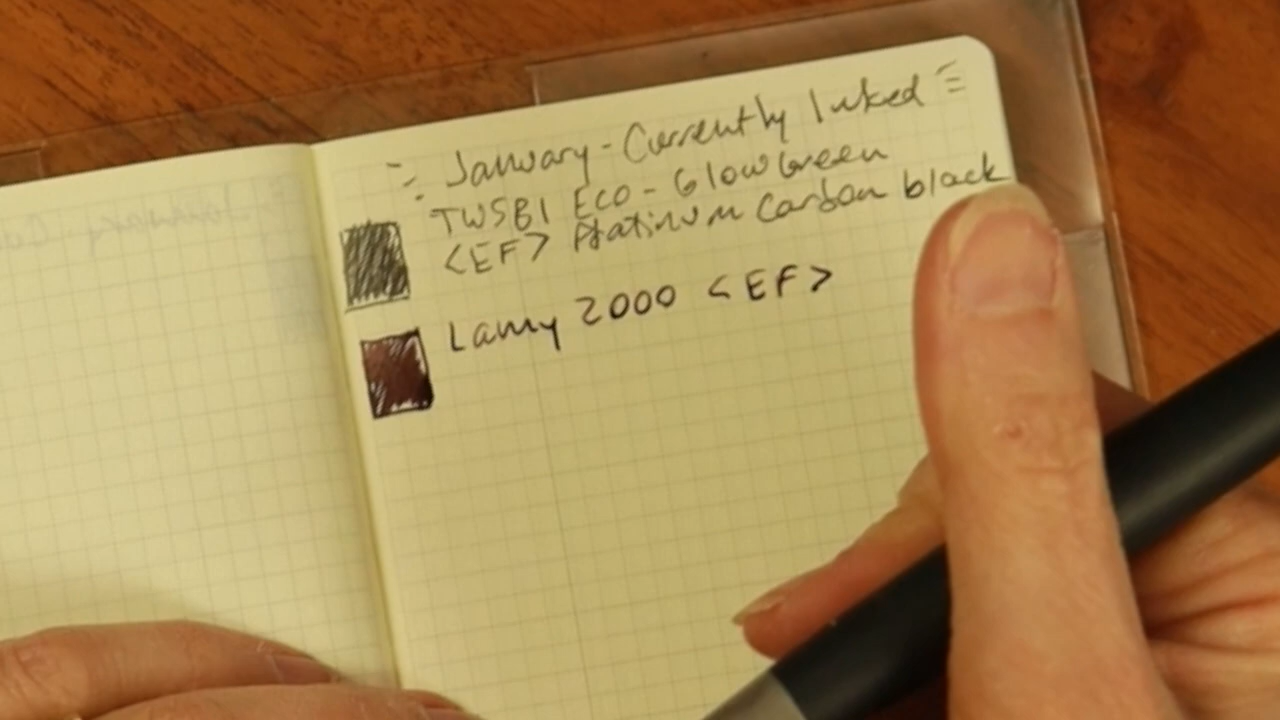 January - Currently Inked
TWSBI ECO - Glow Green
<EF> Platinum Carbon black
Lamy 2000 <EF>